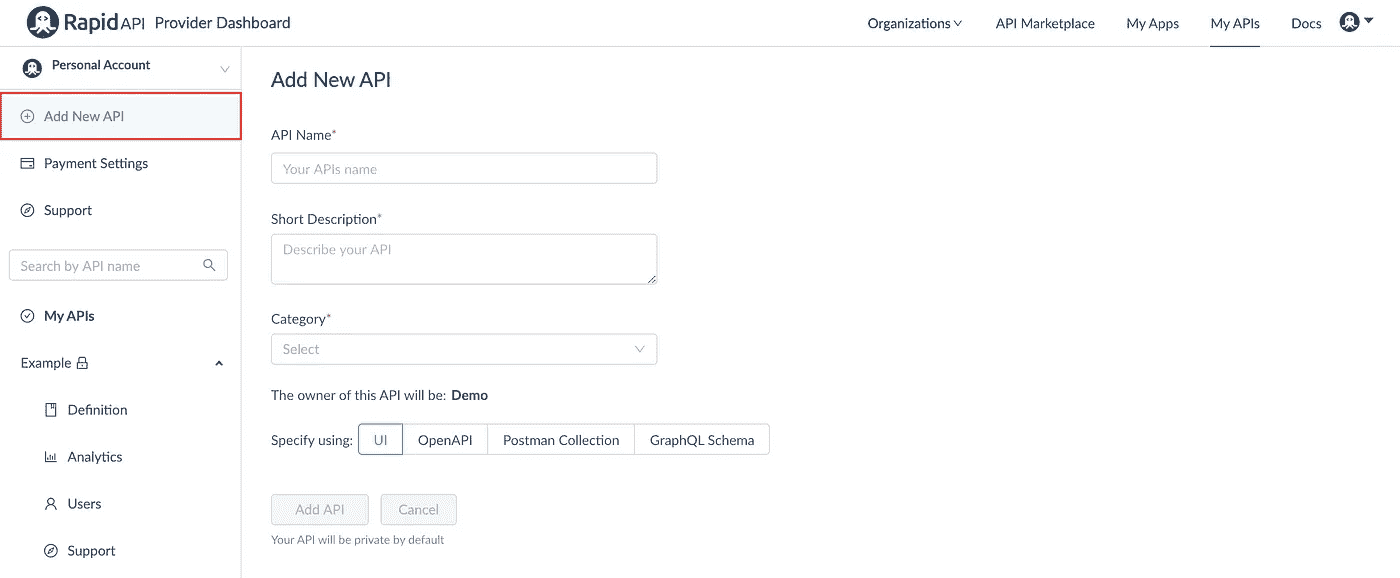 RapidAPI Provider Dashboard
Organizations
API Marketplace
My Apps
My APIs
Docs
Personal Account
Add New API
Payment Settings
Support
Search by API name
My APIs
Example
Definition
Analytics
Users
Support
Add New API
API Name*
Your APIs name
Short Description*
Describe your API
Category*
Select
The owner of this API will be: Demo
Specify using: UI OpenAPI Postman Collection GraphQL Schema
Add API Cancel
Your API will be private by default